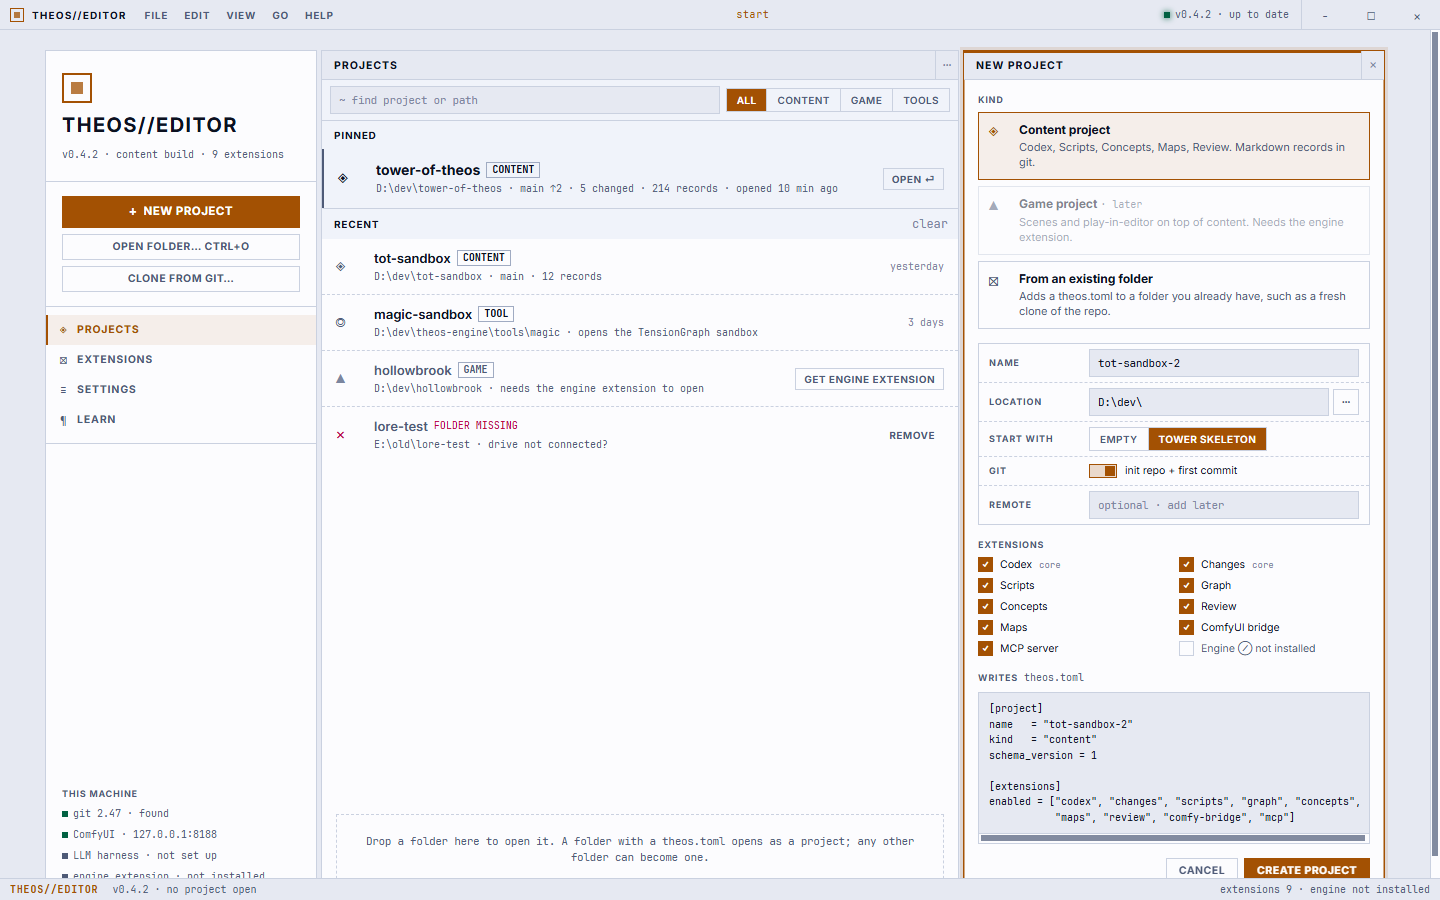 THEOS//EDITOR FILE EDIT VIEW GO HELP
start
v0.4.2 · up to date
THEOS//EDITOR
v0.4.2 · content build · 9 extensions
+ NEW PROJECT
OPEN FOLDER... CTRL+O
CLONE FROM GIT...
PROJECTS
EXTENSIONS
SETTINGS
LEARN
THIS MACHINE
git 2.47 · found
ComfyUI · 127.0.0.1:8188
LLM harness · not set up
engine extension · not installed
PROJECTS
~ find project or path
ALL CONTENT GAME TOOLS
PINNED
tower-of-theos CONTENT
D:\dev\tower-of-theos · main ↑2 · 5 changed · 214 records · opened 10 min ago
OPEN ⏎
RECENT
clear
tot-sandbox CONTENT
D:\dev\tot-sandbox · main · 12 records
yesterday
magic-sandbox TOOL
D:\dev\theos-engine\tools\magic · opens the TensionGraph sandbox
3 days
hollowbrook GAME
D:\dev\hollowbrook · needs the engine extension to open
GET ENGINE EXTENSION
lore-test FOLDER MISSING
E:\old\lore-test · drive not connected?
REMOVE
Drop a folder here to open it. A folder with a theos.toml opens as a project; any other
folder can become one.
NEW PROJECT
KIND
Content project
Codex, Scripts, Concepts, Maps, Review. Markdown records in
git.
Game project · later
Scenes and play-in-editor on top of content. Needs the engine
extension.
From an existing folder
Adds a theos.toml to a folder you already have, such as a fresh
clone of the repo.
NAME tot-sandbox-2
LOCATION D:\dev\ ...
START WITH EMPTY TOWER SKELETON
GIT init repo + first commit
REMOTE optional · add later
EXTENSIONS
Codex core
Changes core
Scripts
Graph
Concepts
Review
Maps
ComfyUI bridge
MCP server
Engine not installed
WRITES theos.toml
[project]
name = "tot-sandbox-2"
kind = "content"
schema_version = 1
[extensions]
enabled = ["codex", "changes", "scripts", "graph", "concepts",
"maps", "review", "comfy-bridge", "mcp"]
CANCEL CREATE PROJECT
THEOS//EDITOR v0.4.2 · no project open
extensions 9 · engine not installed